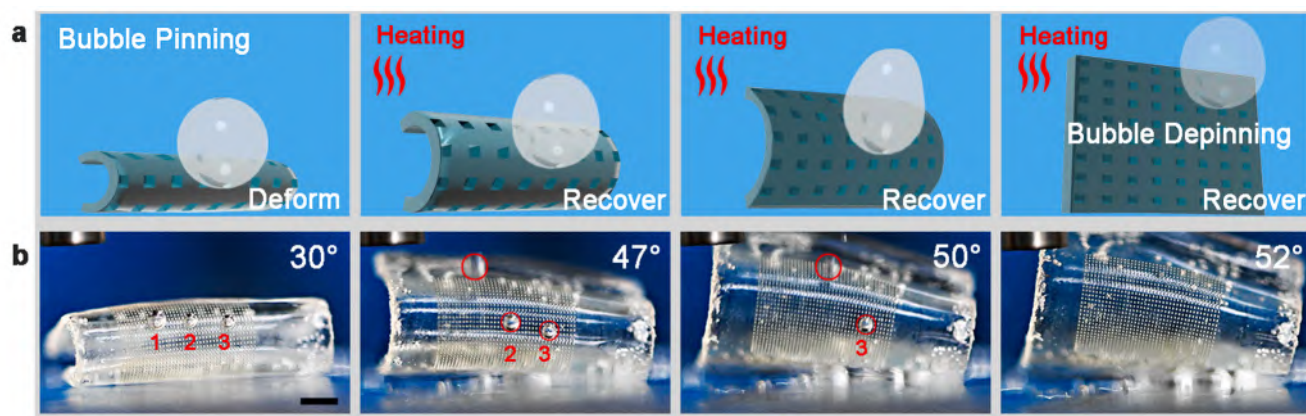 a
Bubble Pinning
Deform
Heating
Recover
Heating
Recover
Heating
Bubble Depinning
Recover
b
30°
1 2 3
47°
2 3
50°
3
52°